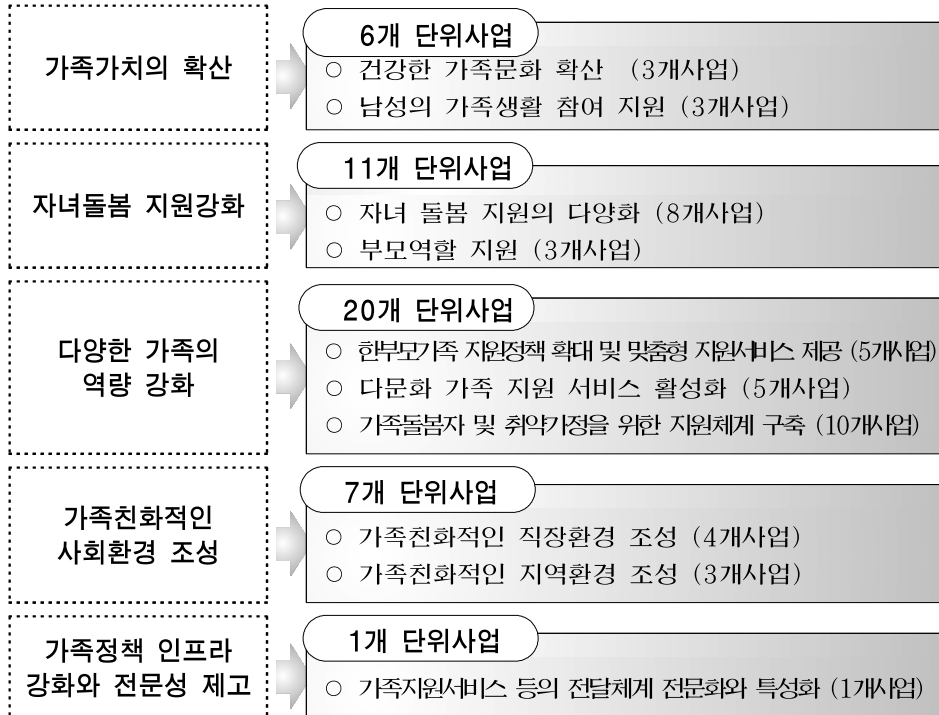 가족가치의 확산
6개 단위사업
○ 건강한 가족문화 확산 (3개사업)
○ 남성의 가족생활 참여 지원 (3개사업)
자녀돌봄 지원강화
11개 단위사업
○ 자녀 돌봄 지원의 다양화 (8개사업)
○ 부모역할 지원 (3개사업)
다양한 가족의
역량 강화
20개 단위사업
○ 한부모가족 지원정책 확대 및 맞춤형 지원서비스 제공 (5개사업)
○ 다문화 가족 지원 서비스 활성화 (5개사업)
○ 가족돌봄자 및 취약가정을 위한 지원체계 구축 (10개사업)
가족친화적인
사회환경 조성
7개 단위사업
○ 가족친화적인 직장환경 조성 (4개사업)
○ 가족친화적인 지역환경 조성 (3개사업)
가족정책 인프라
강화와 전문성 제고
1개 단위사업
○ 가족지원서비스 등의 전달체계 전문화와 특성화 (1개사업)